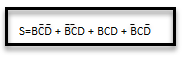 S=BC̄D̄ + B̄C̄D + BCD + B̄CD̄